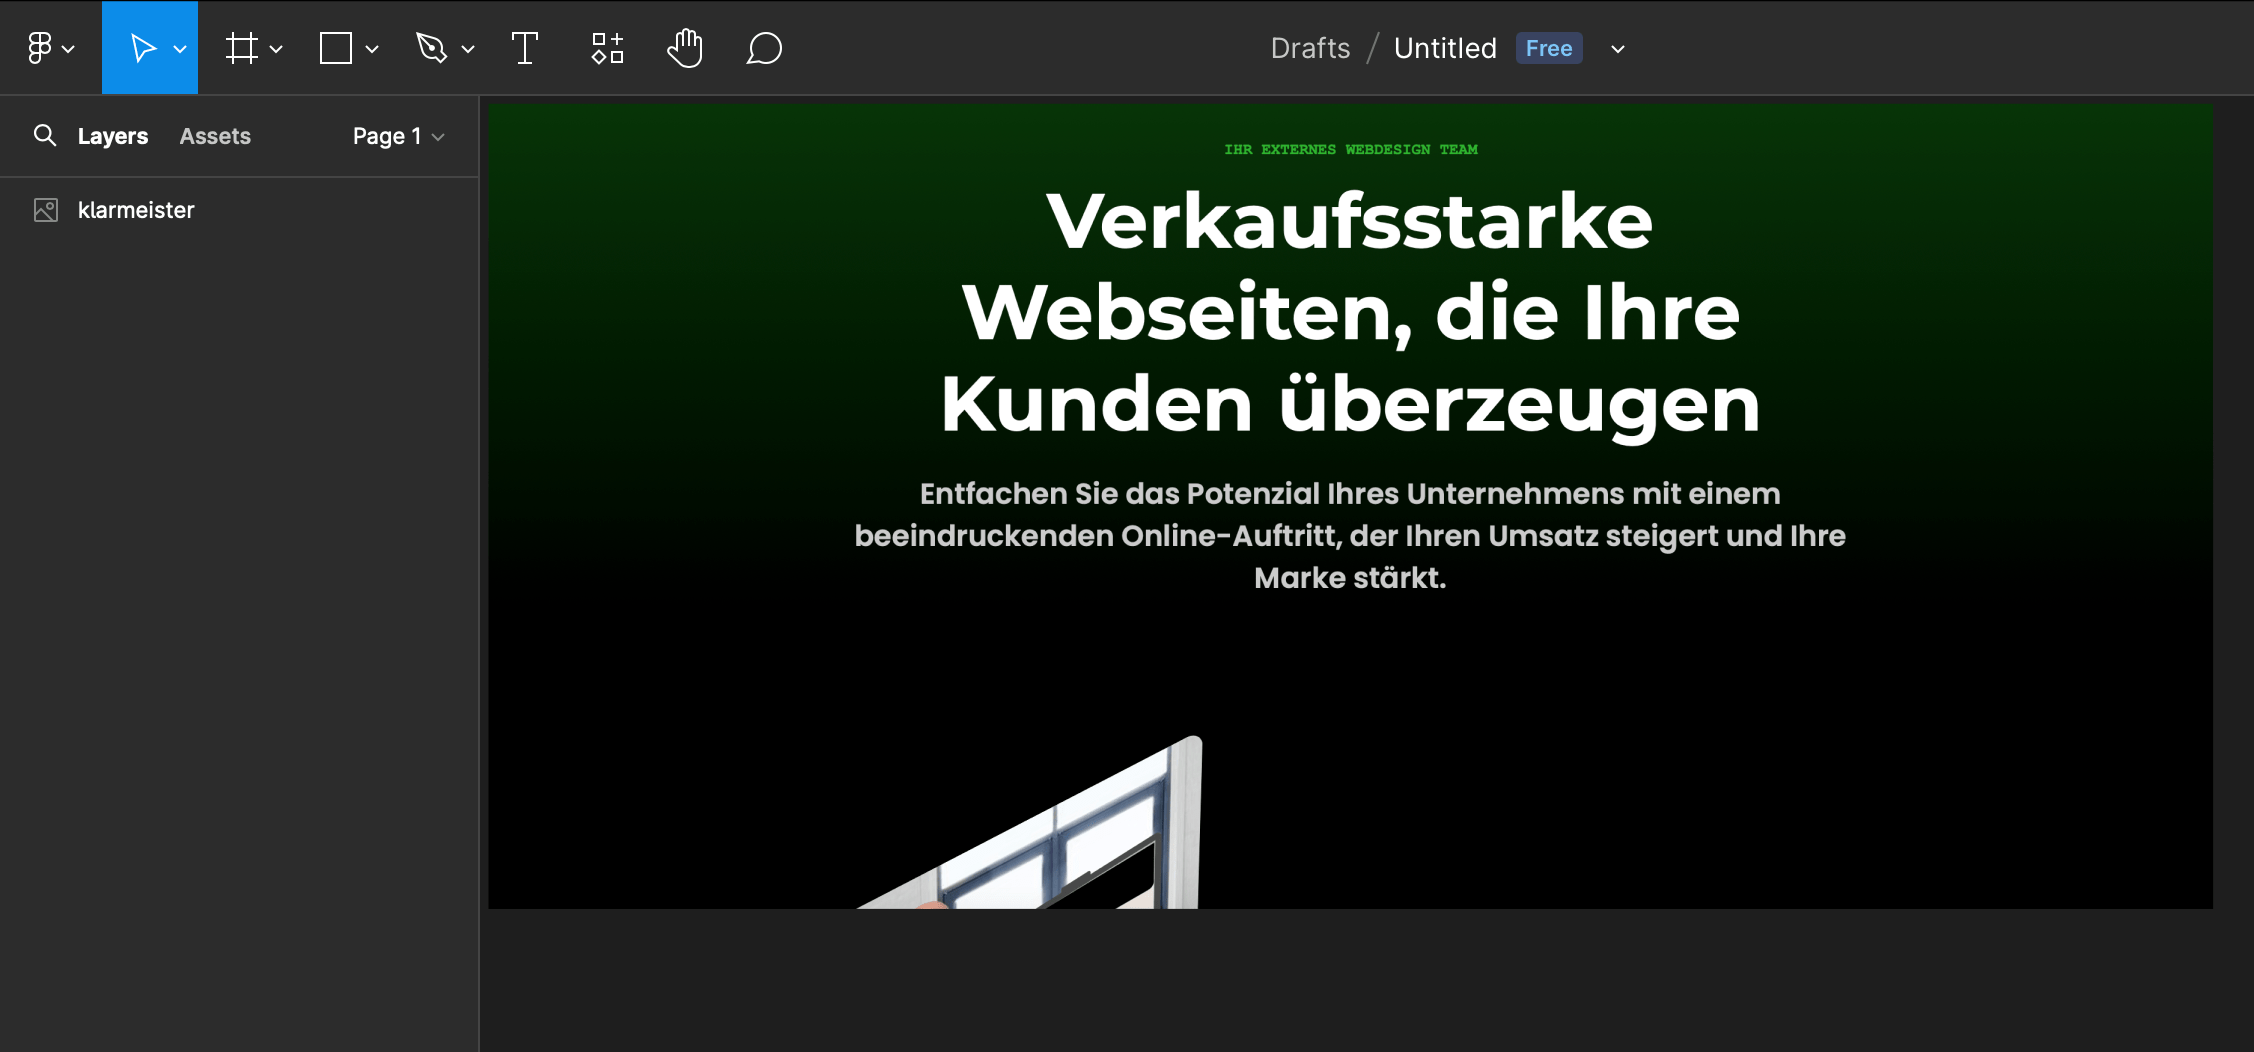 Drafts / Untitled Free
Layers Assets Page 1
klarmeister
IHR EXTERNES WEBDESIGN TEAM
Verkaufsstarke
Webseiten, die Ihre
Kunden überzeugen
Entfachen Sie das Potenzial Ihres Unternehmens mit einem
beeindruckenden Online-Auftritt, der Ihren Umsatz steigert und Ihre
Marke stärkt.